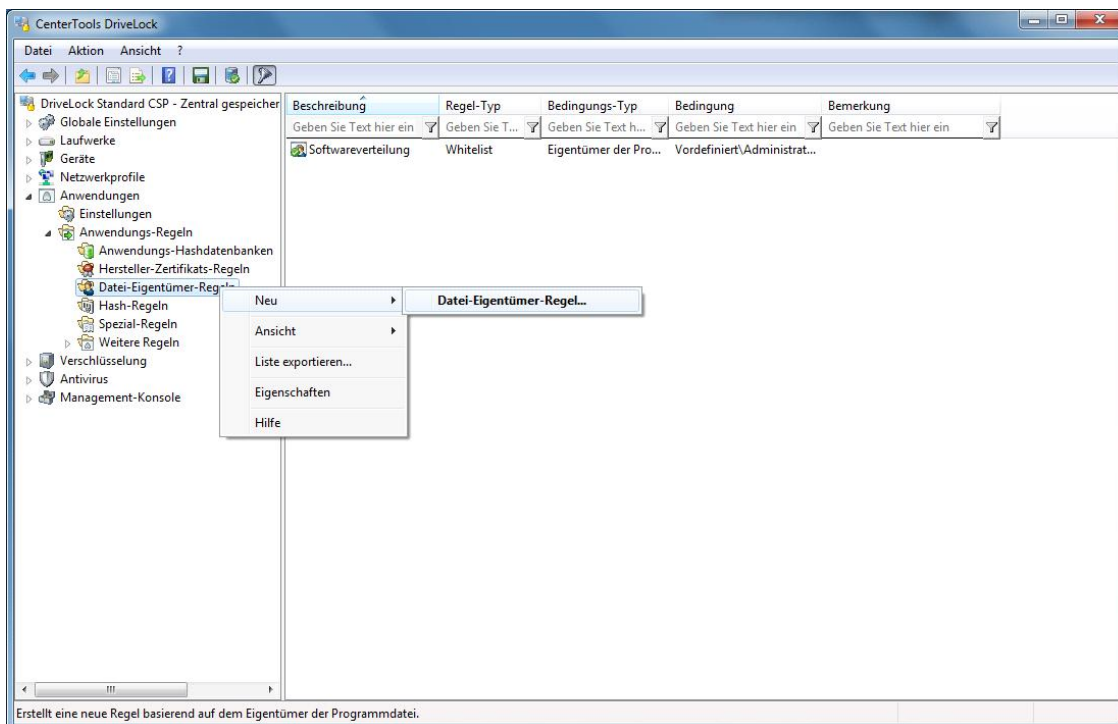 CenterTools DriveLock
Datei Aktion Ansicht ?
DriveLock Standard CSP - Zentral gespeicher
Globale Einstellungen
Laufwerke
Geräte
Netzwerkprofile
Anwendungen
Einstellungen
Anwendungs-Regeln
Anwendungs-Hashdatenbanken
Hersteller-Zertifikats-Regeln
Datei-Eigentümer-Regeln
Hash-Regeln
Spezial-Regeln
Weitere Regeln
Verschlüsselung
Antivirus
Management-Konsole
Beschreibung Regel-Typ Bedingungs-Typ Bedingung Bemerkung
Geben Sie Text hier ein Geben Sie T... Geben Sie Text h... Geben Sie Text hier ein Geben Sie Text hier ein
Softwareverteilung Whitelist Eigentümer der Pro... Vordefiniert\Administrat...
Neu
Datei-Eigentümer-Regel...
Ansicht
Liste exportieren...
Eigenschaften
Hilfe
Erstellt eine neue Regel basierend auf dem Eigentümer der Programmdatei.